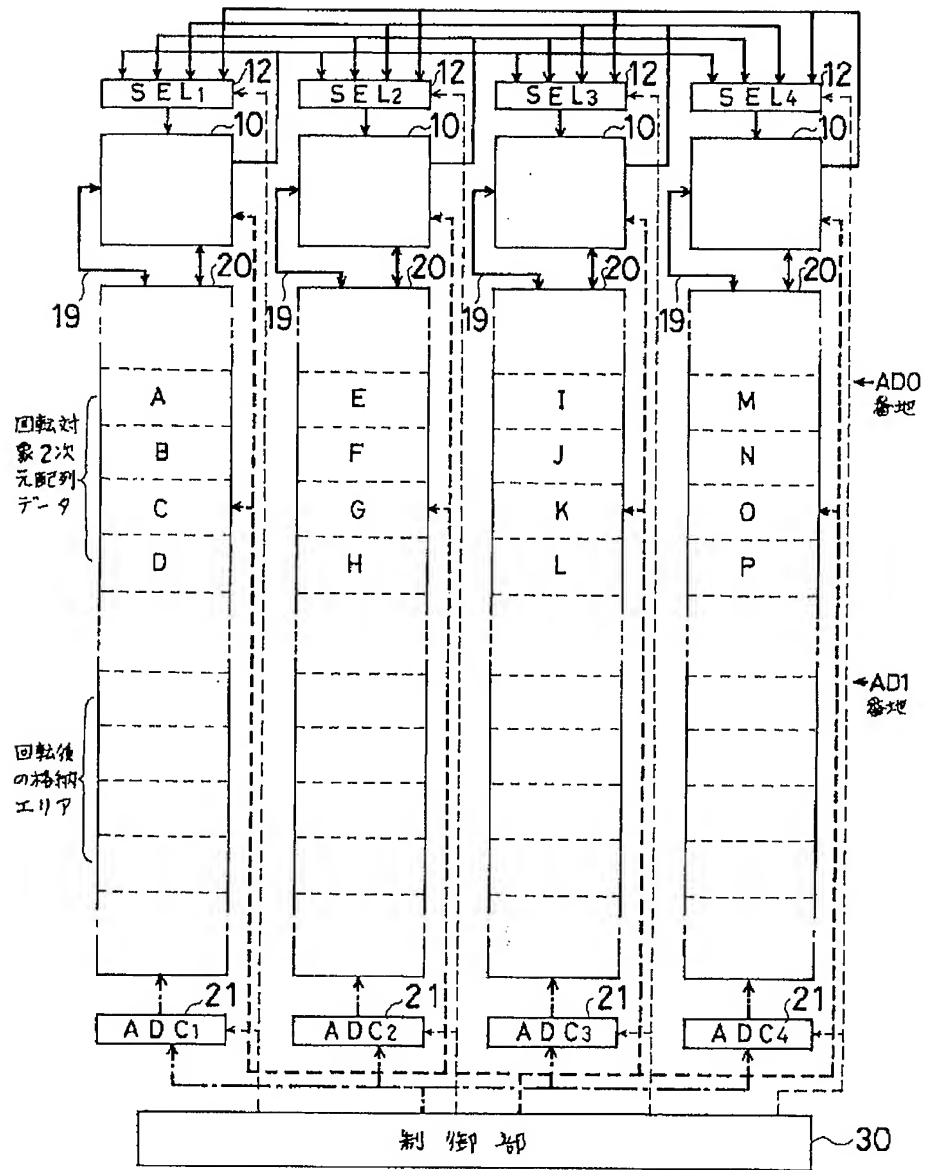 12 12 12 12
SEL1 SEL2 SEL3 SEL4
10 10 10 10
20 20 20 20
19 19 19 19
A E I M
B F J N
C G K O
D H L P
回転対
象2次
元配列
データ
AD0
番地
AD1
番地
回転後
の格納
エリア
21 21 21 21
ADC1 ADC2 ADC3 ADC4
制御部
30